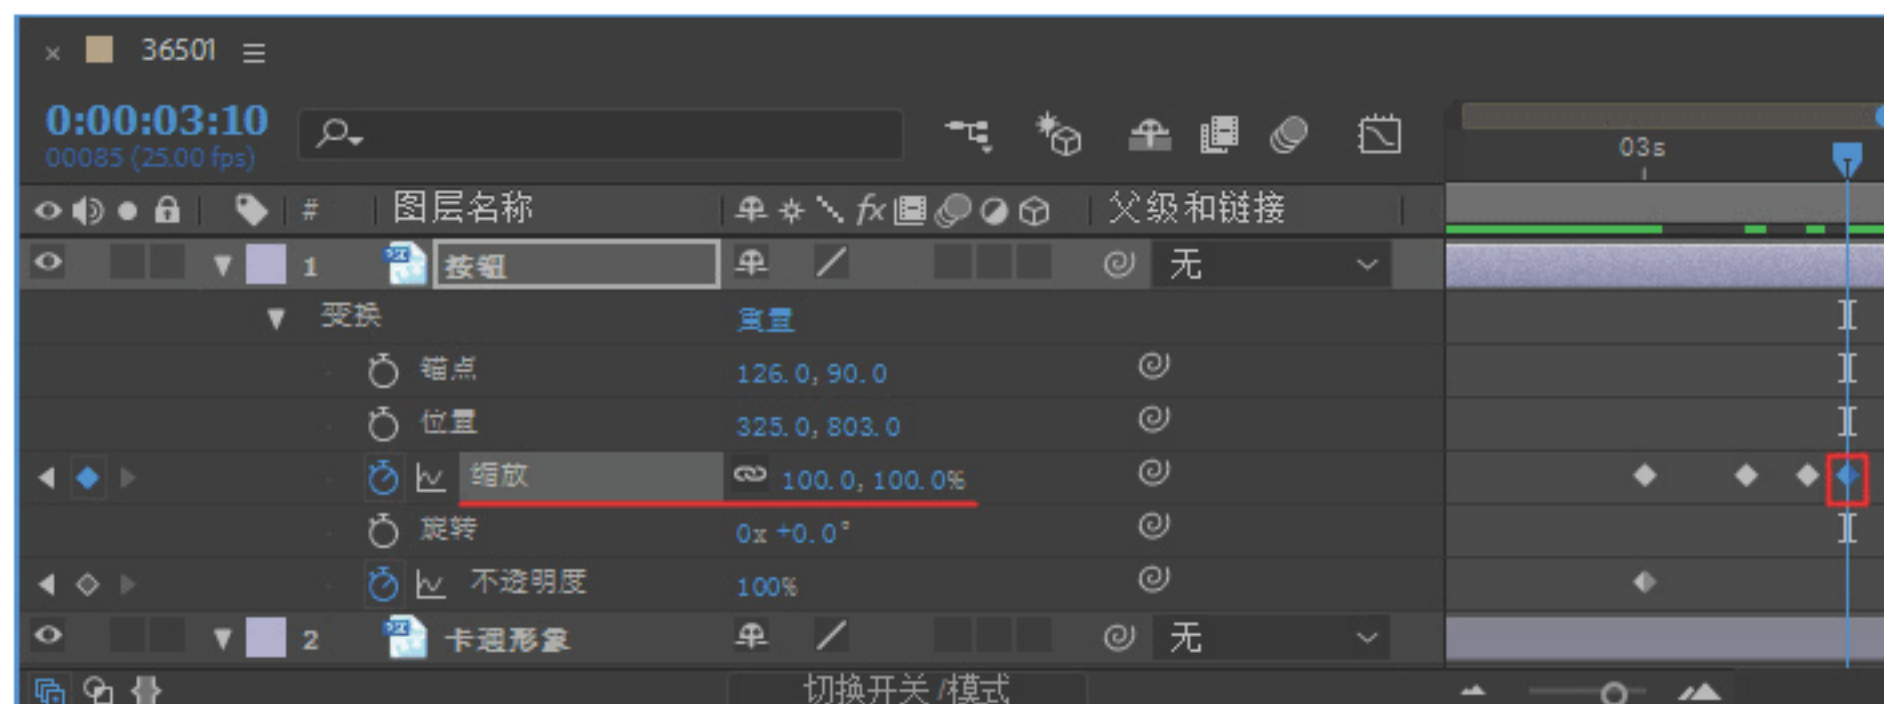 36501
0:00:03:10
00085 (25.00 fps)
03s
# 图层名称 fx 父级和链接
1 按钮 无
变换 重置
锚点 126.0, 90.0
位置 325.0, 803.0
缩放 100.0, 100.0%
旋转 0x +0.0°
不透明度 100%
2 卡通形象 无
切换开关 /模式